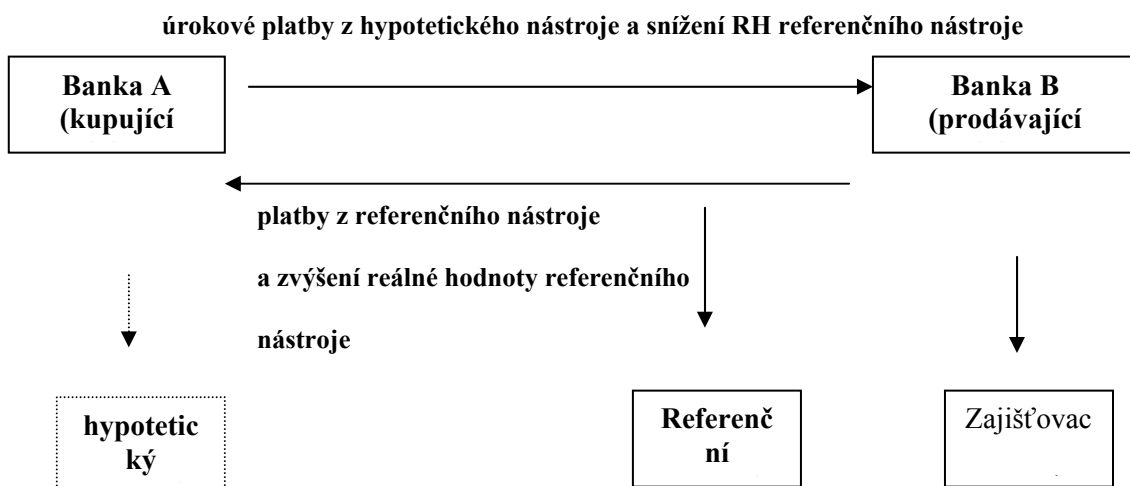 úrokové platby z hypotetického nástroje a snížení RH referenčního nástroje
Banka A
(kupující
Banka B
(prodávající
platby z referenčního nástroje
a zvýšení reálné hodnoty referenčního
nástroje
hypotetic
ký
Referenč
ní
Zajišťovac